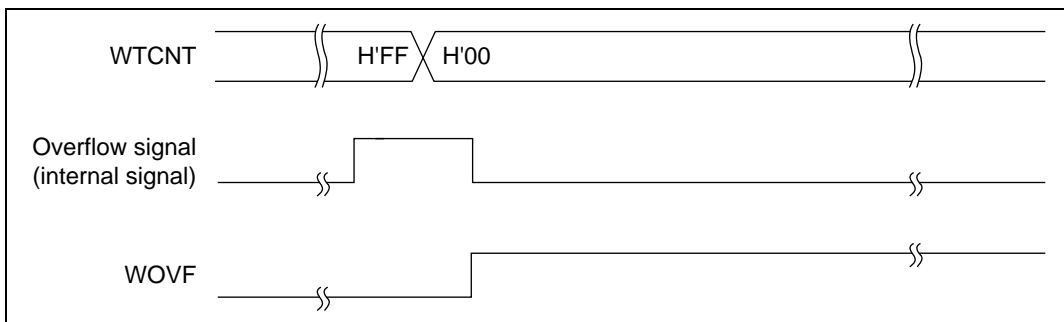 WTCNT
H'FF
H'00
Overflow signal
(internal signal)
WOVF